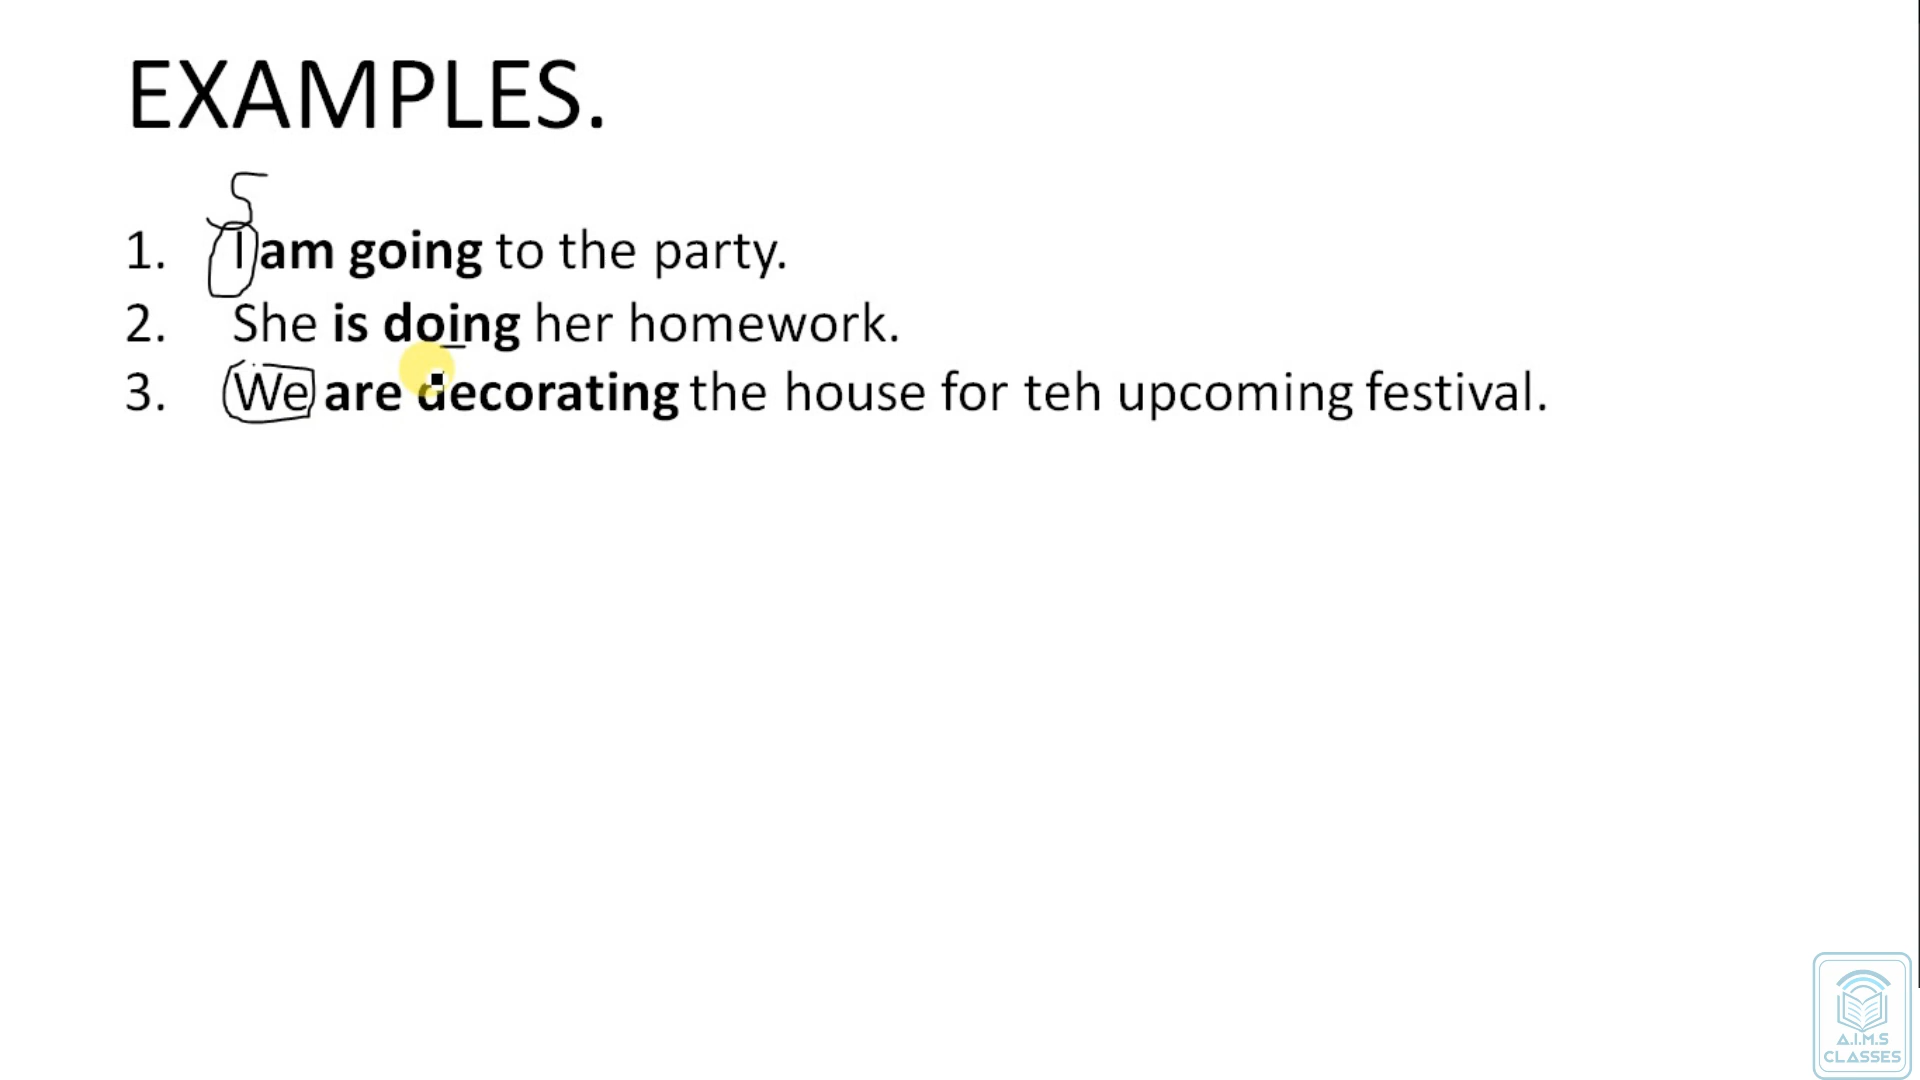 EXAMPLES.
S
1. I am going to the party.
2. She is doing her homework.
3. We are decorating the house for teh upcoming festival.
A.I.M.S
CLASSES